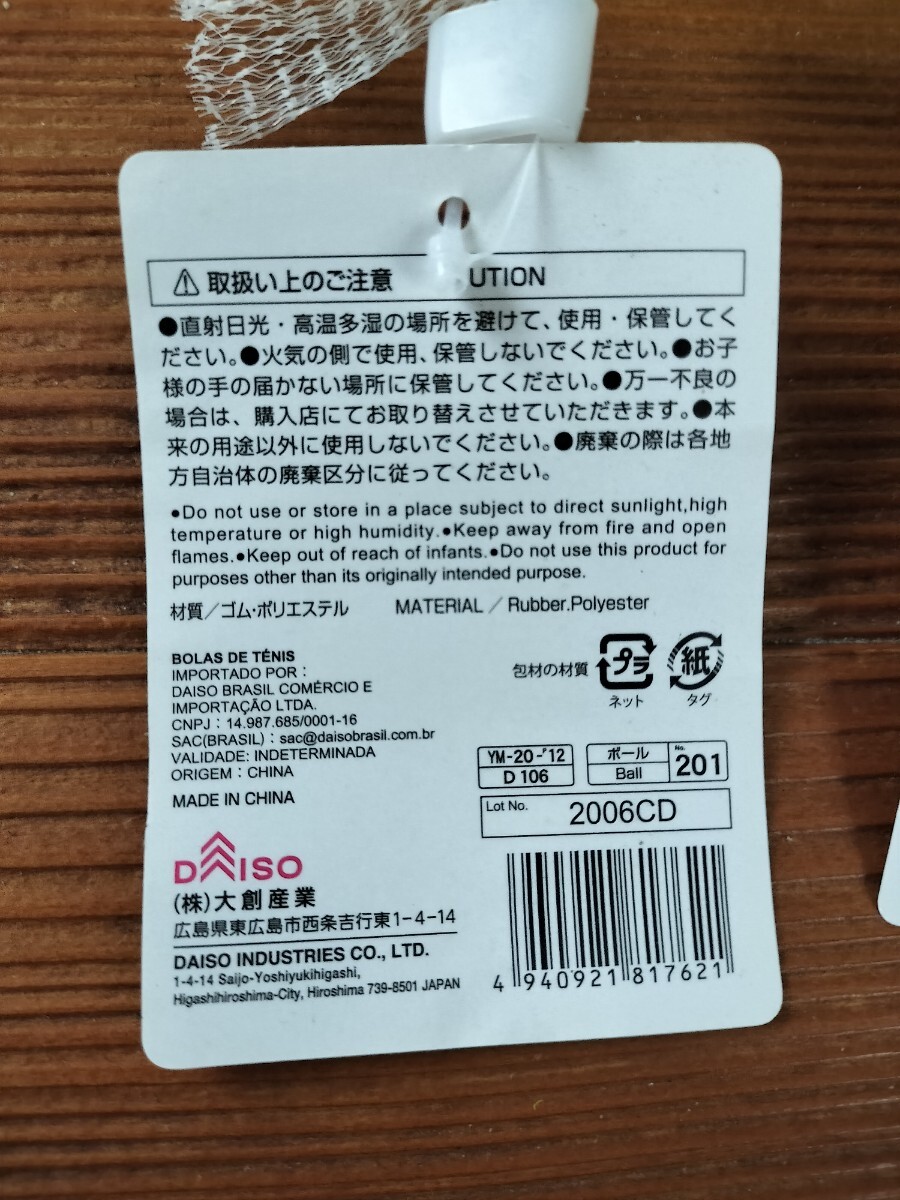 ⚠取扱い上のご注意 UTION
●直射日光・高温多湿の場所を避けて、使用・保管してく
ださい。●火気の側で使用、保管しないでください。●お子
様の手の届かない場所に保管してください。●万一不良の
場合は、購入店にてお取り替えさせていただきます。●本
来の用途以外に使用しないでください。●廃棄の際は各地
方自治体の廃棄区分に従ってください。
●Do not use or store in a place subject to direct sunlight,high
temperature or high humidity.●Keep away from fire and open
flames.●Keep out of reach of infants.●Do not use this product for
purposes other than its originally intended purpose.
材質／ゴム・ポリエステル MATERIAL／Rubber.Polyester
BOLAS DE TÉNIS
IMPORTADO POR：
DAISO BRASIL COMÉRCIO E
IMPORTAÇÃO LTDA.
CNPJ：14.987.685/0001-16
SAC(BRASIL)：sac@daisobrasil.com.br
VALIDADE: INDETERMINADA
ORIGEM：CHINA
MADE IN CHINA
包材の材質 プラ 紙
ネット タグ
YM-20-'12
D 106
ボール
Ball
No. 201
Lot No. 2006CD
DAISO
(株)大創産業
広島県東広島市西条吉行東1-4-14
DAISO INDUSTRIES CO., LTD.
1-4-14 Saijo-Yoshiyukihigashi,
Higashihiroshima-City, Hiroshima 739-8501 JAPAN
4 940921 817621